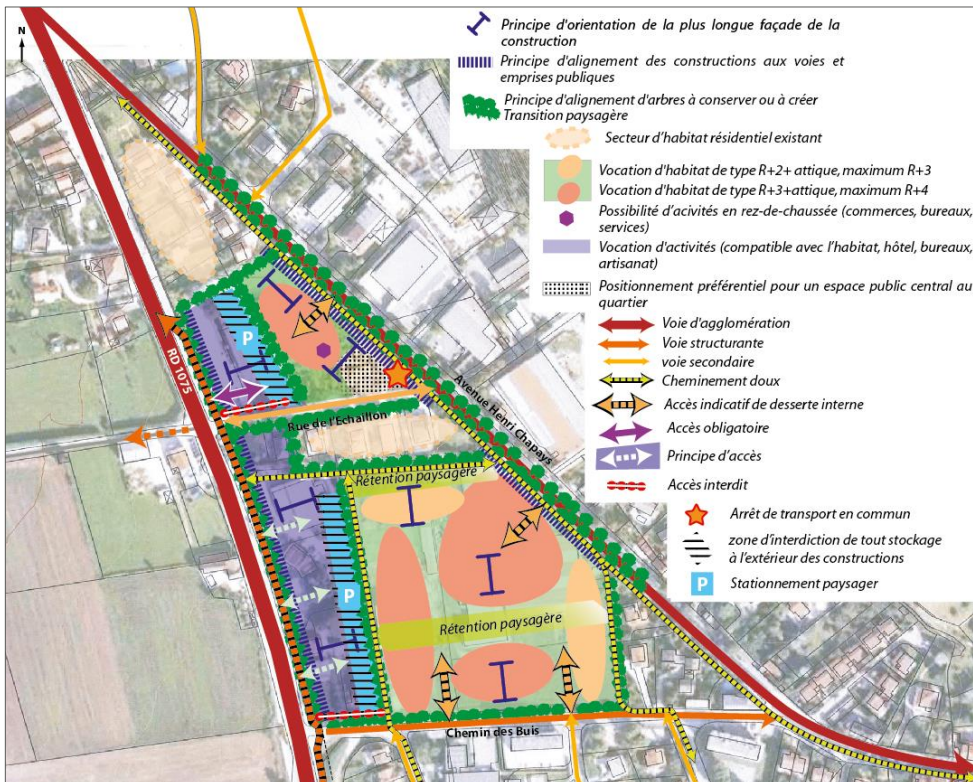 Principe d'orientation de la plus longue façade de la
construction
Principe d'alignement des constructions aux voies et
emprises publiques
Principe d'alignement d'arbres à conserver ou à créer
Transition paysagère
Secteur d'habitat résidentiel existant
Vocation d'habitat de type R+2+ attique, maximum R+3
Vocation d'habitat de type R+3+attique, maximum R+4
Possibilité d'acivités en rez-de-chaussée (commerces, bureaux,
services)
Vocation d'activités (compatible avec l'habitat, hôtel, bureaux,
artisanat)
Positionnement préférentiel pour un espace public central au
quartier
Voie d'agglomération
Voie structurante
voie secondaire
Cheminement doux
Accès indicatif de desserte interne
Accès obligatoire
Principe d'accès
Accès interdit
Arrêt de transport en commun
zone d'interdiction de tout stockage
à l'extérieur des constructions
P
Stationnement paysager
N
P
RD 1075
Avenue Henri Chapays
Rue de l'Echaillon
Rétention paysagère
P
Rétention paysagère
Chemin des Buis